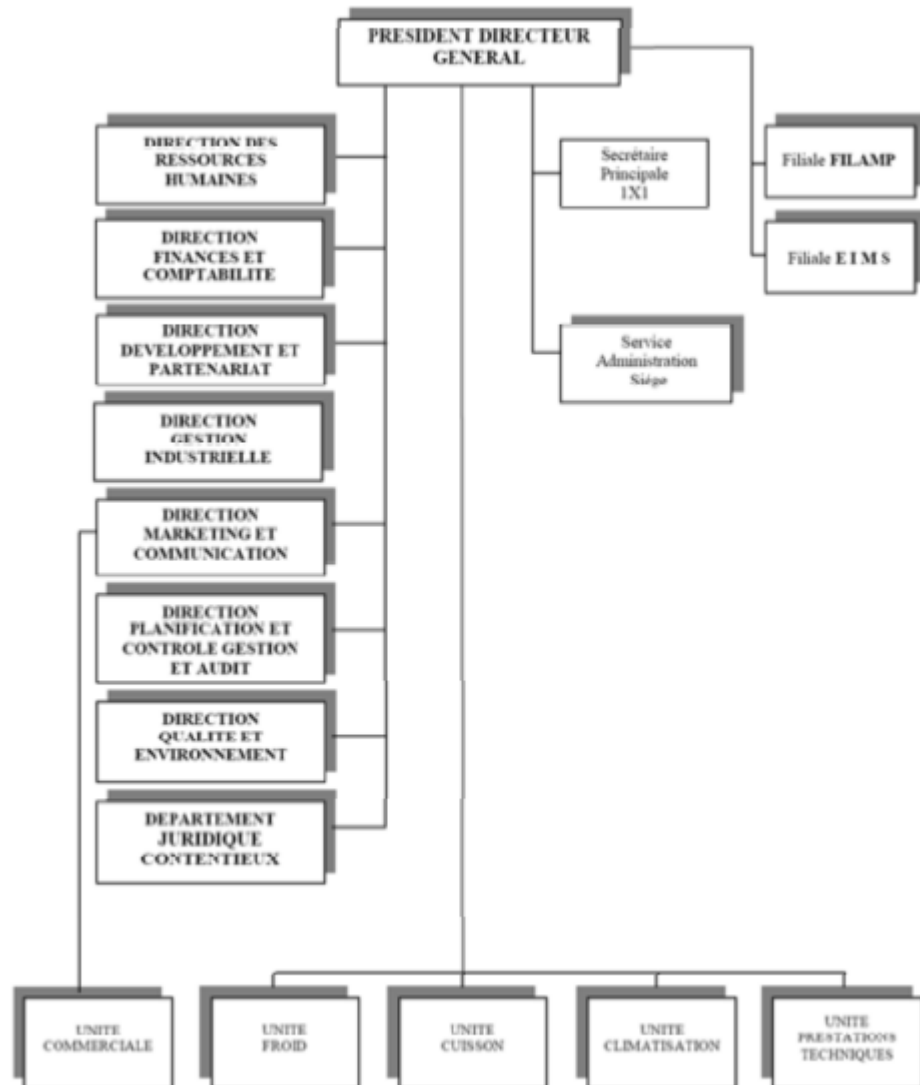 PRESIDENT DIRECTEUR
GENERAL
DIRECTION DES
RESSOURCES
HUMAINES
DIRECTION
FINANCES ET
COMPTABILITE
DIRECTION
DEVELOPPEMENT ET
PARTENARIAT
DIRECTION
GESTION
INDUSTRIELLE
DIRECTION
MARKETING ET
COMMUNICATION
DIRECTION
PLANIFICATION ET
CONTROLE GESTION
ET AUDIT
DIRECTION
QUALITE ET
ENVIRONNEMENT
DEPARTEMENT
JURIDIQUE
CONTENTIEUX
Secrétaire
Principale
1X1
Service
Administration
Siége
Filiale FILAMP
Filiale E I M S
UNITE
COMMERCIALE
UNITE
FROID
UNITE
CUISSON
UNITE
CLIMATISATION
UNITE
PRESTATIONS
TECHNIQUES